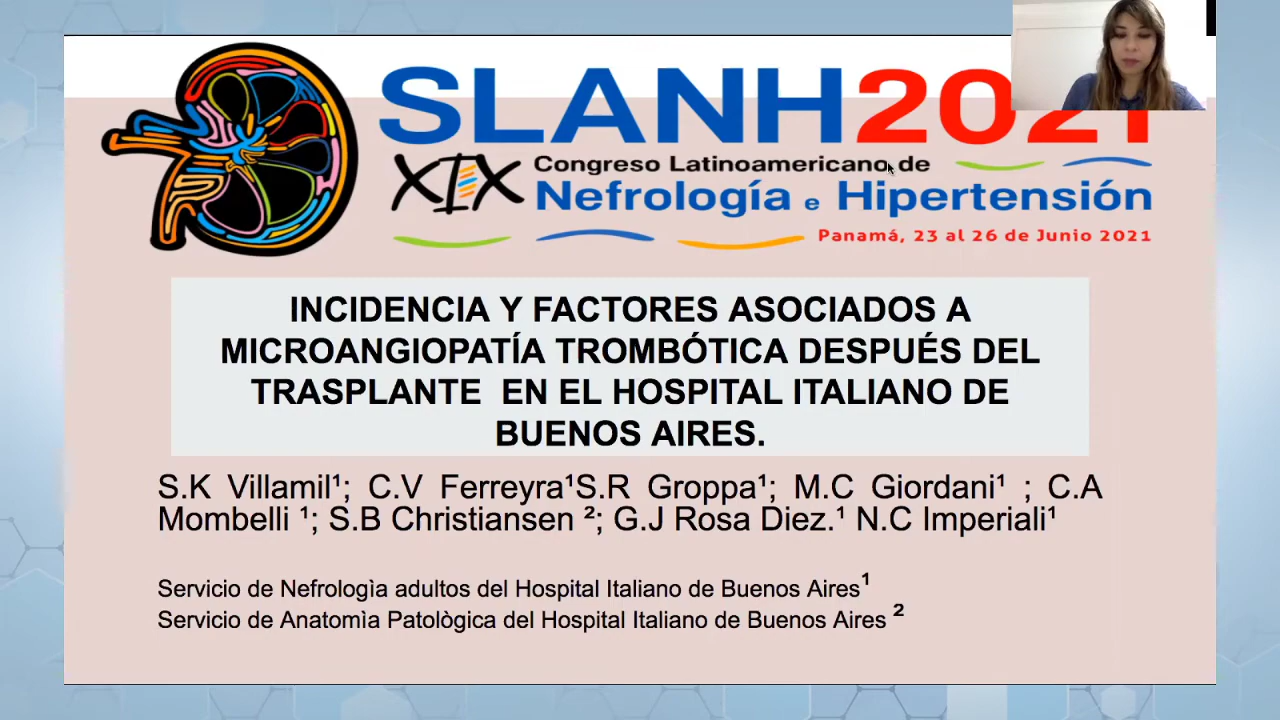 SLANH2021
XIX
Congreso Latinoamericano de
Nefrología e Hipertensión
Panamá, 23 al 26 de Junio 2021
INCIDENCIA Y FACTORES ASOCIADOS A
MICROANGIOPATÍA TROMBÓTICA DESPUÉS DEL
TRASPLANTE EN EL HOSPITAL ITALIANO DE
BUENOS AIRES.
S.K Villamil¹; C.V Ferreyra¹S.R Groppa¹; M.C Giordani¹ ; C.A
Mombelli ¹; S.B Christiansen ²; G.J Rosa Diez.¹ N.C Imperiali¹
Servicio de Nefrologìa adultos del Hospital Italiano de Buenos Aires¹
Servicio de Anatomìa Patològica del Hospital Italiano de Buenos Aires ²